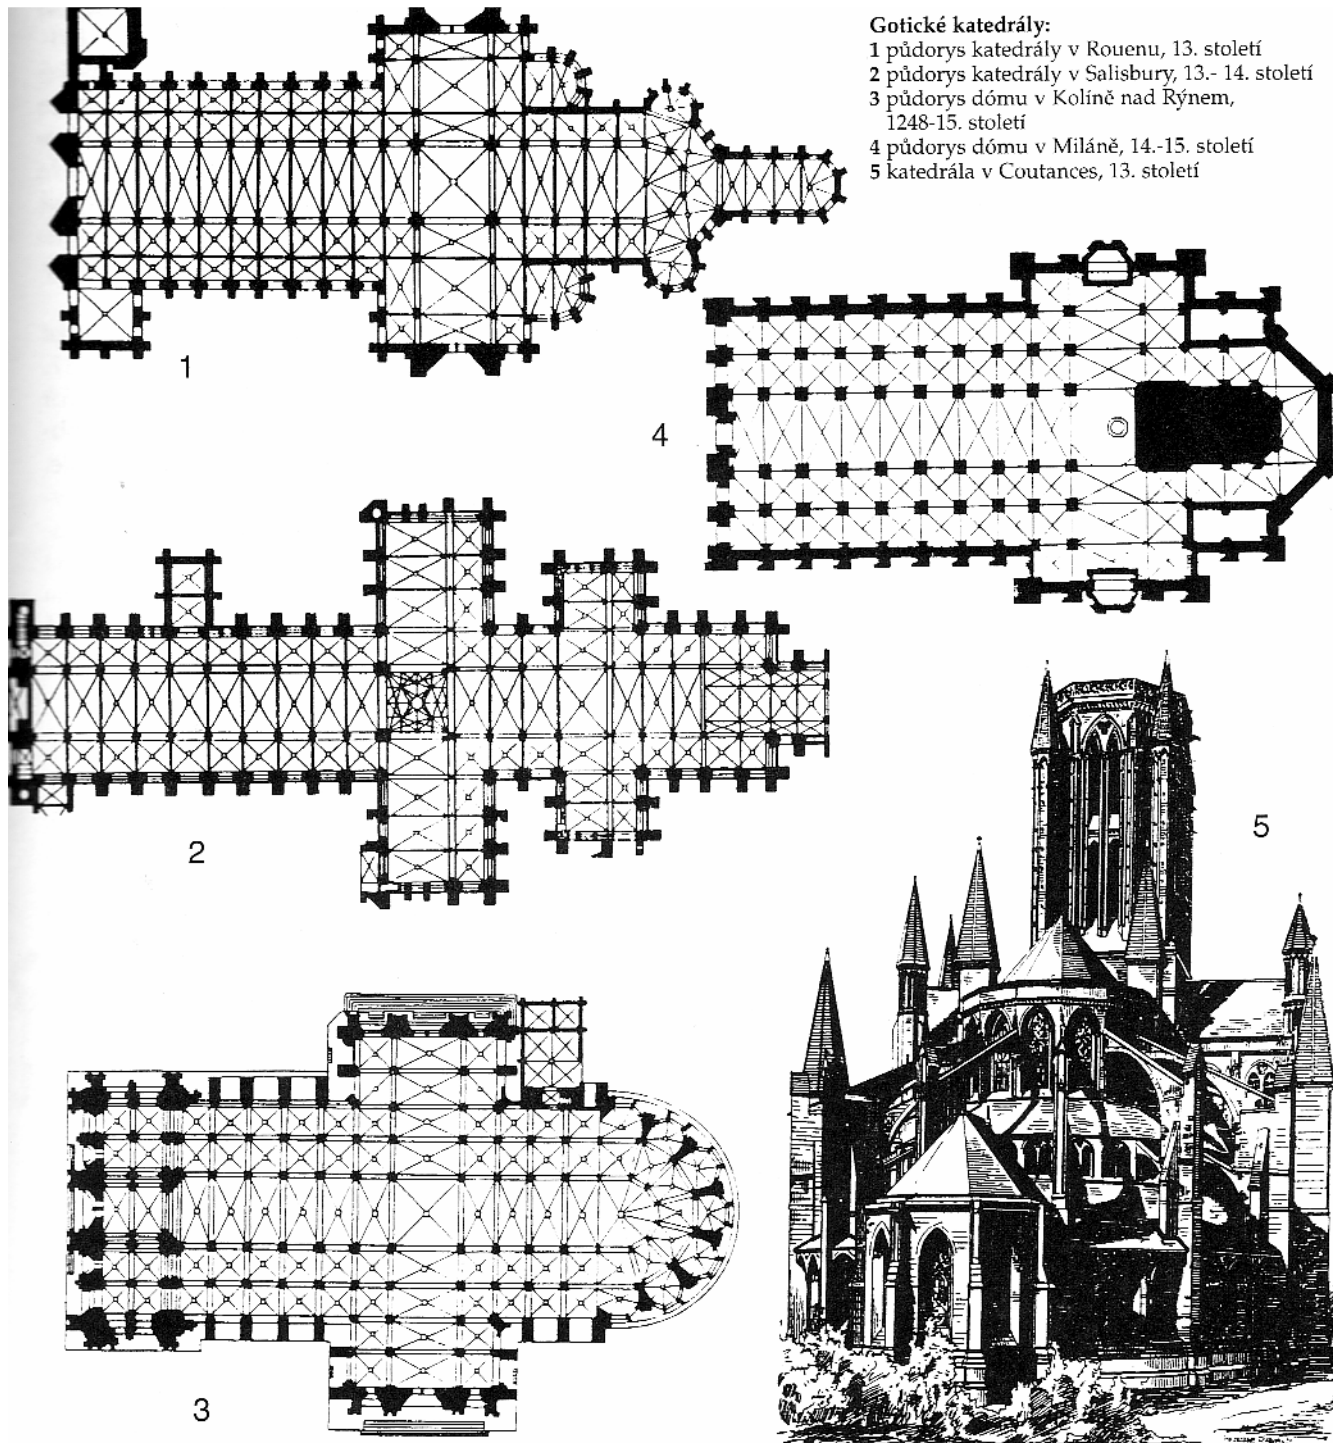 Gotické katedrály:
1 půdorys katedrály v Rouenu, 13. století
2 půdorys katedrály v Salisbury, 13.- 14. století
3 půdorys dómu v Kolíně nad Rýnem,
1248-15. století
4 půdorys dómu v Miláně, 14.-15. století
5 katedrála v Coutances, 13. století
1
4
2
5
3